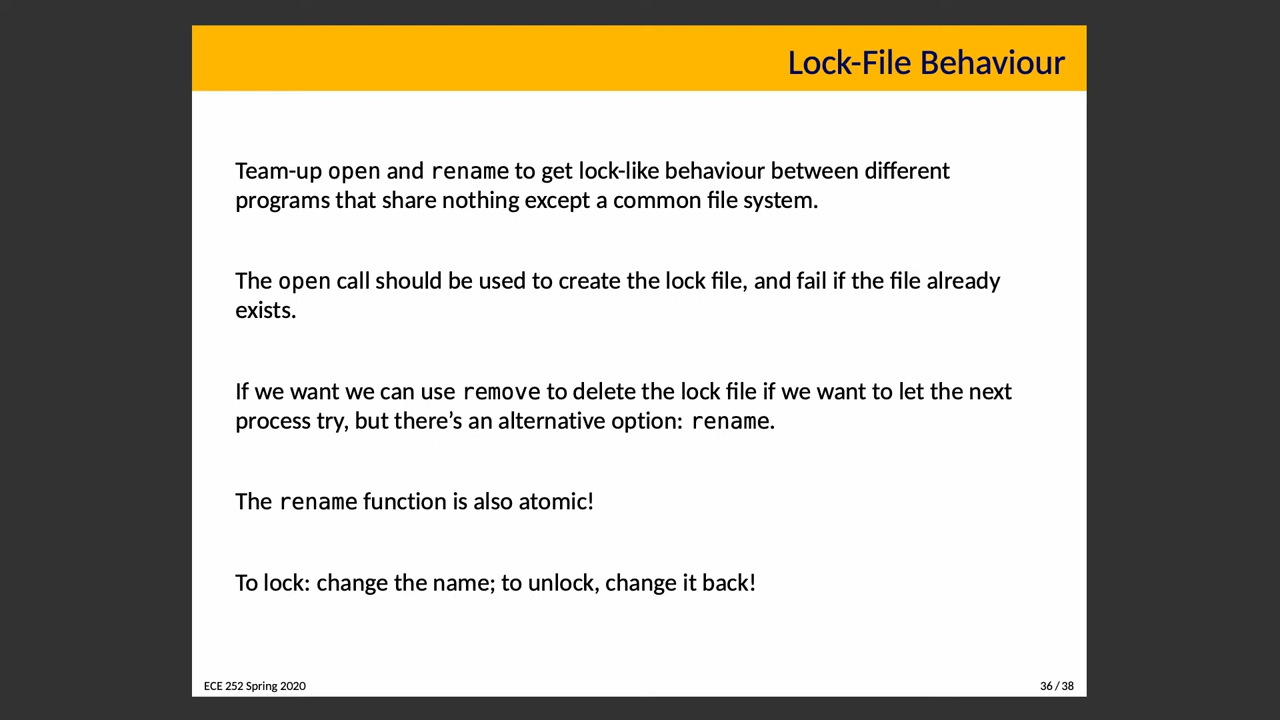 Lock-File Behaviour
Team-up open and rename to get lock-like behaviour between different
programs that share nothing except a common file system.
The open call should be used to create the lock file, and fail if the file already
exists.
If we want we can use remove to delete the lock file if we want to let the next
process try, but there’s an alternative option: rename.
The rename function is also atomic!
To lock: change the name; to unlock, change it back!
ECE 252 Spring 2020
36 / 38